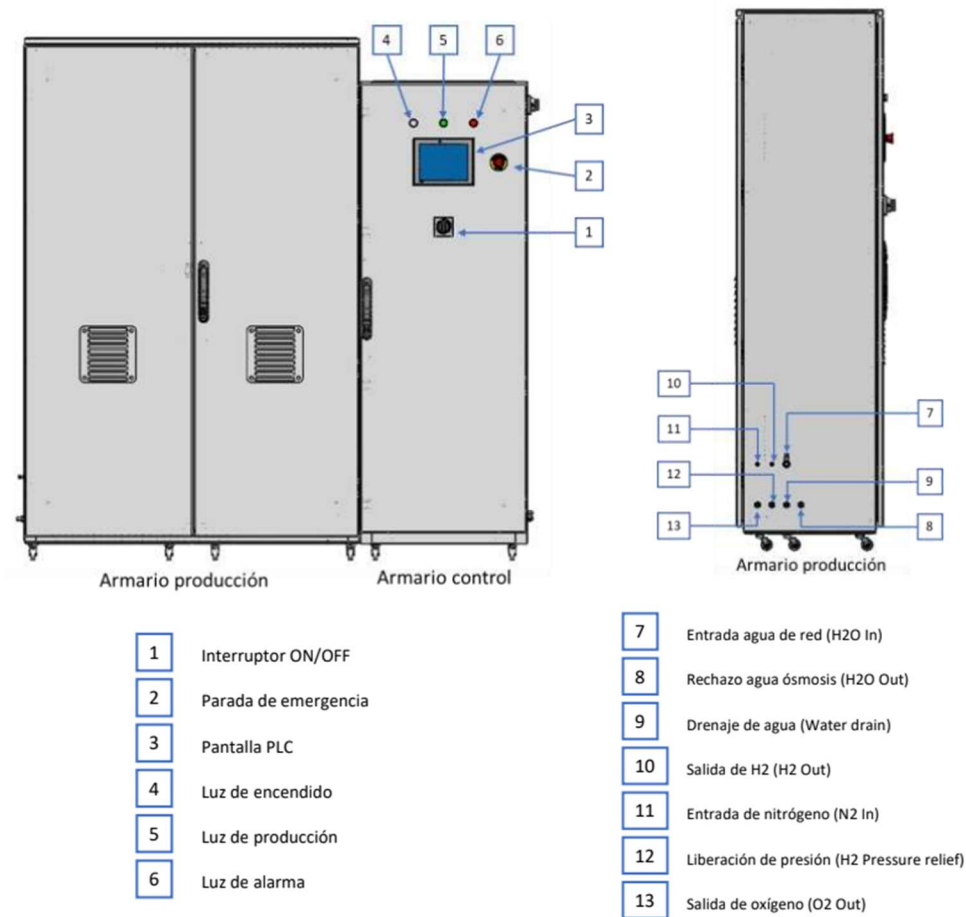 4 5 6
3
2
1
10
7
11
12
9
13
8
Armario producción
Armario control
Armario producción
1 Interruptor ON/OFF
2 Parada de emergencia
3 Pantalla PLC
4 Luz de encendido
5 Luz de producción
6 Luz de alarma
7 Entrada agua de red (H2O In)
8 Rechazo agua ósmosis (H2O Out)
9 Drenaje de agua (Water drain)
10 Salida de H2 (H2 Out)
11 Entrada de nitrógeno (N2 In)
12 Liberación de presión (H2 Pressure relief)
13 Salida de oxígeno (O2 Out)